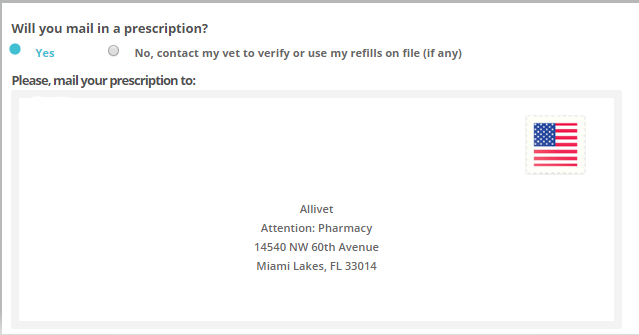 Will you mail in a prescription?
Yes No, contact my vet to verify or use my refills on file (if any)
Please, mail your prescription to:
Allivet
Attention: Pharmacy
14540 NW 60th Avenue
Miami Lakes, FL 33014